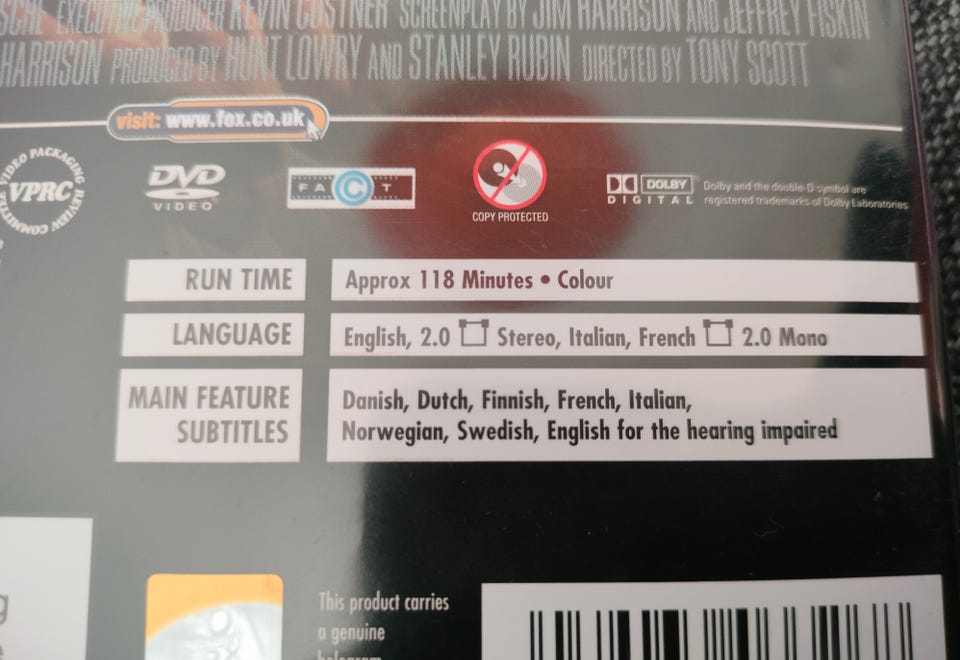 EXECUTIVE PRODUCER KEVIN COSTNER SCREENPLAY BY JIM HARRISON AND JEFFREY FISKIN
HARRISON PRODUCED BY HUNT LOWRY AND STANLEY RUBIN DIRECTED BY TONY SCOTT
visit: www.fox.co.uk
VIDEO PACKAGING REVIEW COMMITTEE
VPRC
DVD
VIDEO
FACT
COPY PROTECTED
DOLBY
DIGITAL
Dolby and the double-D symbol are
registered trademarks of Dolby Laboratories
RUN TIME
Approx 118 Minutes • Colour
LANGUAGE
English, 2.0 Stereo, Italian, French 2.0 Mono
MAIN FEATURE
SUBTITLES
Danish, Dutch, Finnish, French, Italian,
Norwegian, Swedish, English for the hearing impaired
This product carries
a genuine
hologram